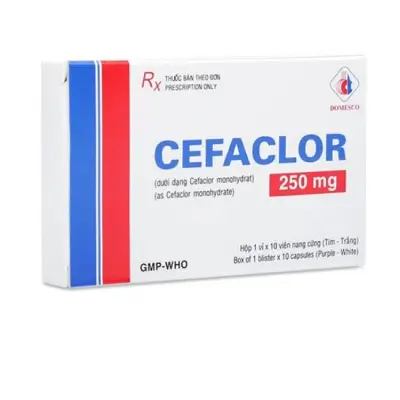 Rx THUỐC BÁN THEO ĐƠN
PRESCRIPTION ONLY
DOMESCO
CEFACLOR
(dưới dạng Cefaclor monohydrat)
(as Cefaclor monohydrate)
250 mg
Hộp 1 vỉ x 10 viên nang cứng (Tím - Trắng)
Box of 1 blister x 10 capsules (Purple - White)
GMP-WHO